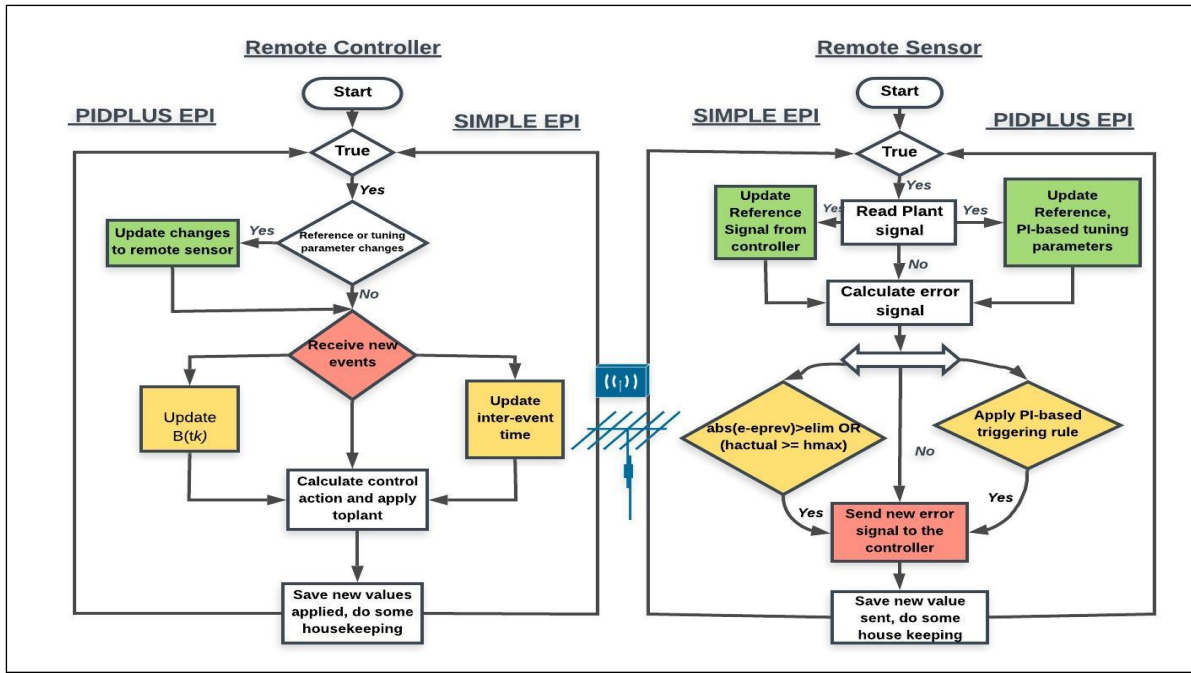 Remote Controller
Start
PIDPLUS EPI
SIMPLE EPI
True
Yes
Reference or tuning
parameter changes
Yes
Update changes
to remote sensor
No
Receive new
events
Update
B(tk)
Update
inter-event
time
Calculate control
action and apply
toplant
Save new values
applied, do some
housekeeping
Remote Sensor
Start
SIMPLE EPI
PIDPLUS EPI
True
Yes
Update
Reference
Signal from
controller
Yes
Read Plant
signal
Yes
Update
Reference,
PI-based tuning
parameters
No
Calculate error
signal
abs(e-eprev)>elim OR
(hactual >= hmax)
Apply PI-based
triggering rule
No
Yes
Yes
Send new error
signal to the
controller
Save new value
sent, do some
house keeping